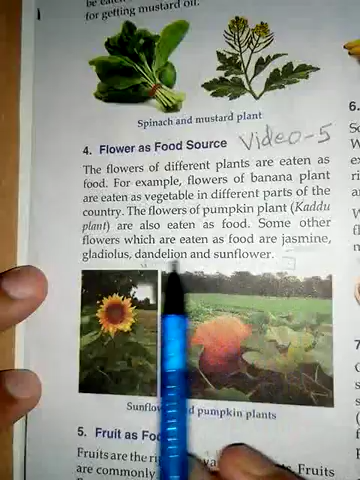 be eaten
for getting mustard oil.
Spinach and mustard plant
Video-5
4. Flower as Food Source
The flowers of different plants are eaten as
food. For example, flowers of banana plant
are eaten as vegetable in different parts of the
country. The flowers of pumpkin plant (Kaddu
plant) are also eaten as food. Some other
flowers which are eaten as food are jasmine,
gladiolus, dandelion and sunflower.
pumpkin plants
5. Fruit as
Fruits are the
are commonly Fruits
6.
7.